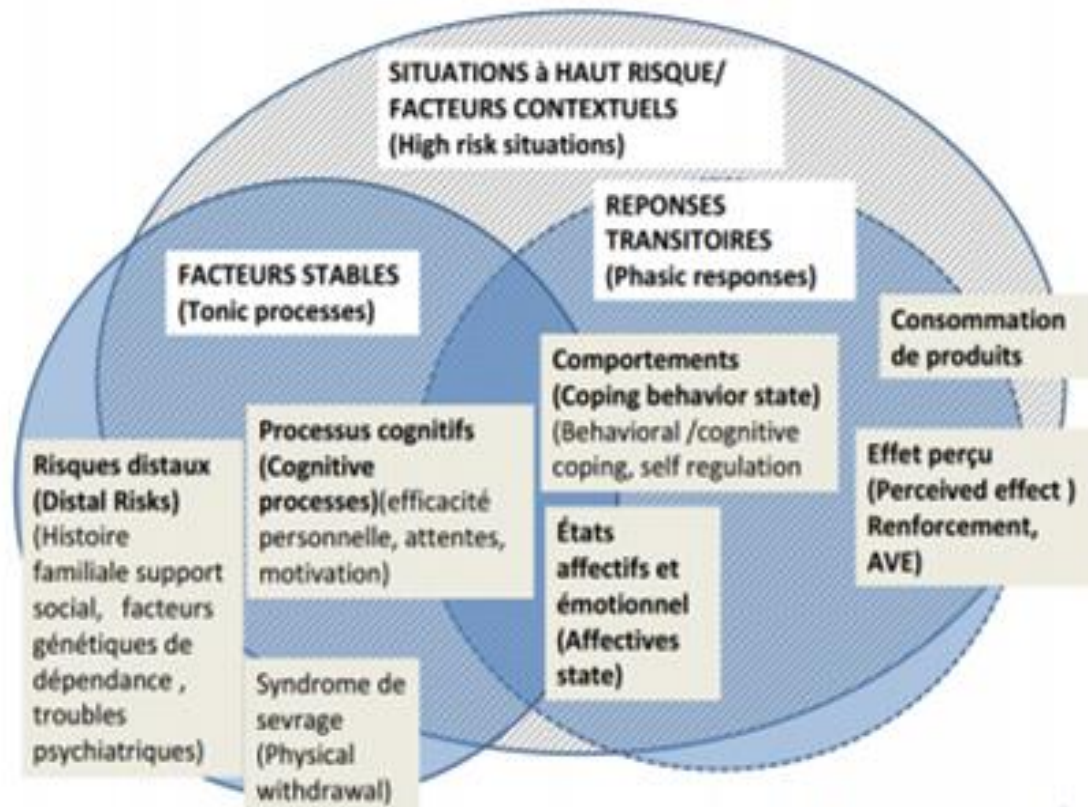 SITUATIONS à HAUT RISQUE/
FACTEURS CONTEXTUELS
(High risk situations)
REPONSES
TRANSITOIRES
(Phasic responses)
FACTEURS STABLES
(Tonic processes)
Consommation
de produits
Comportements
(Coping behavior state)
(Behavioral /cognitive
coping, self regulation
Processus cognitifs
(Cognitive
processes)(efficacité
personnelle, attentes,
motivation)
Risques distaux
(Distal Risks)
(Histoire
familiale support
social, facteurs
génétiques de
dépendance ,
troubles
psychiatriques)
Effet perçu
(Perceived effect )
Renforcement,
AVE)
États
affectifs et
émotionnel
(Affectives
state)
Syndrome de
sevrage
(Physical
withdrawal)